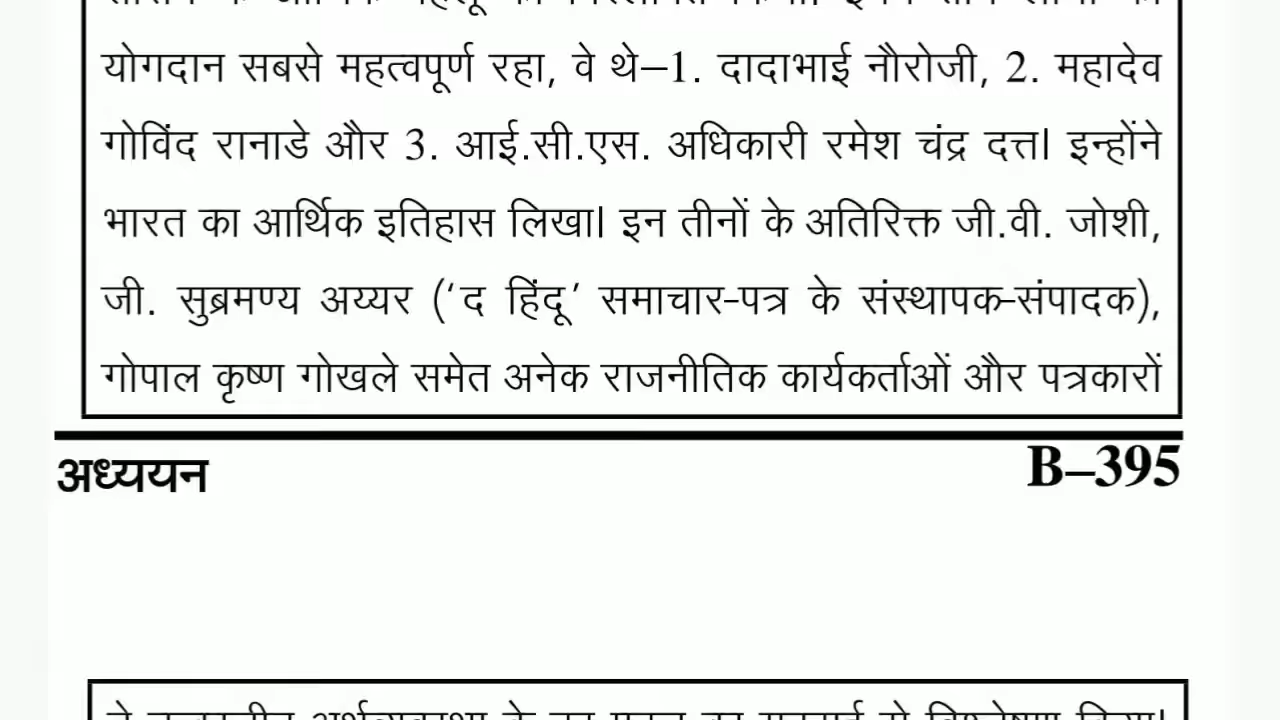 योगदान सबसे महत्वपूर्ण रहा, वे थे–1. दादाभाई नौरोजी, 2. महादेव
गोविंद रानाडे और 3. आई.सी.एस. अधिकारी रमेश चंद्र दत्त। इन्होंने
भारत का आर्थिक इतिहास लिखा। इन तीनों के अतिरिक्त जी.वी. जोशी,
जी. सुब्रमण्य अय्यर (‘द हिंदू’ समाचार-पत्र के संस्थापक-संपादक),
गोपाल कृष्ण गोखले समेत अनेक राजनीतिक कार्यकर्ताओं और पत्रकारों
अध्ययन B–395